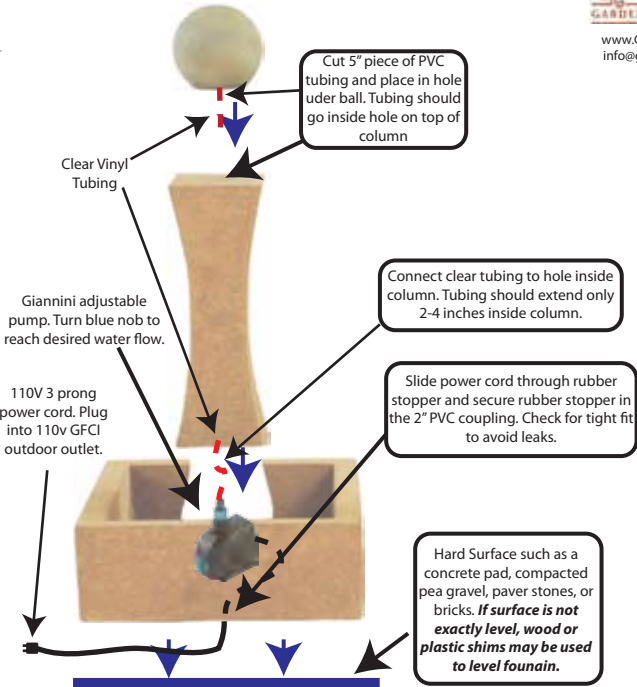 GARDE
www.G
info@g
Cut 5" piece of PVC
tubing and place in hole
uder ball. Tubing should
go inside hole on top of
column
Clear Vinyl
Tubing
Connect clear tubing to hole inside
column. Tubing should extend only
2-4 inches inside column.
Giannini adjustable
pump. Turn blue nob to
reach desired water flow.
Slide power cord through rubber
stopper and secure rubber stopper in
the 2" PVC coupling. Check for tight fit
to avoid leaks.
110V 3 prong
power cord. Plug
into 110v GFCI
outdoor outlet.
Hard Surface such as a
concrete pad, compacted
pea gravel, paver stones, or
bricks. If surface is not
exactly level, wood or
plastic shims may be used
to level founain.